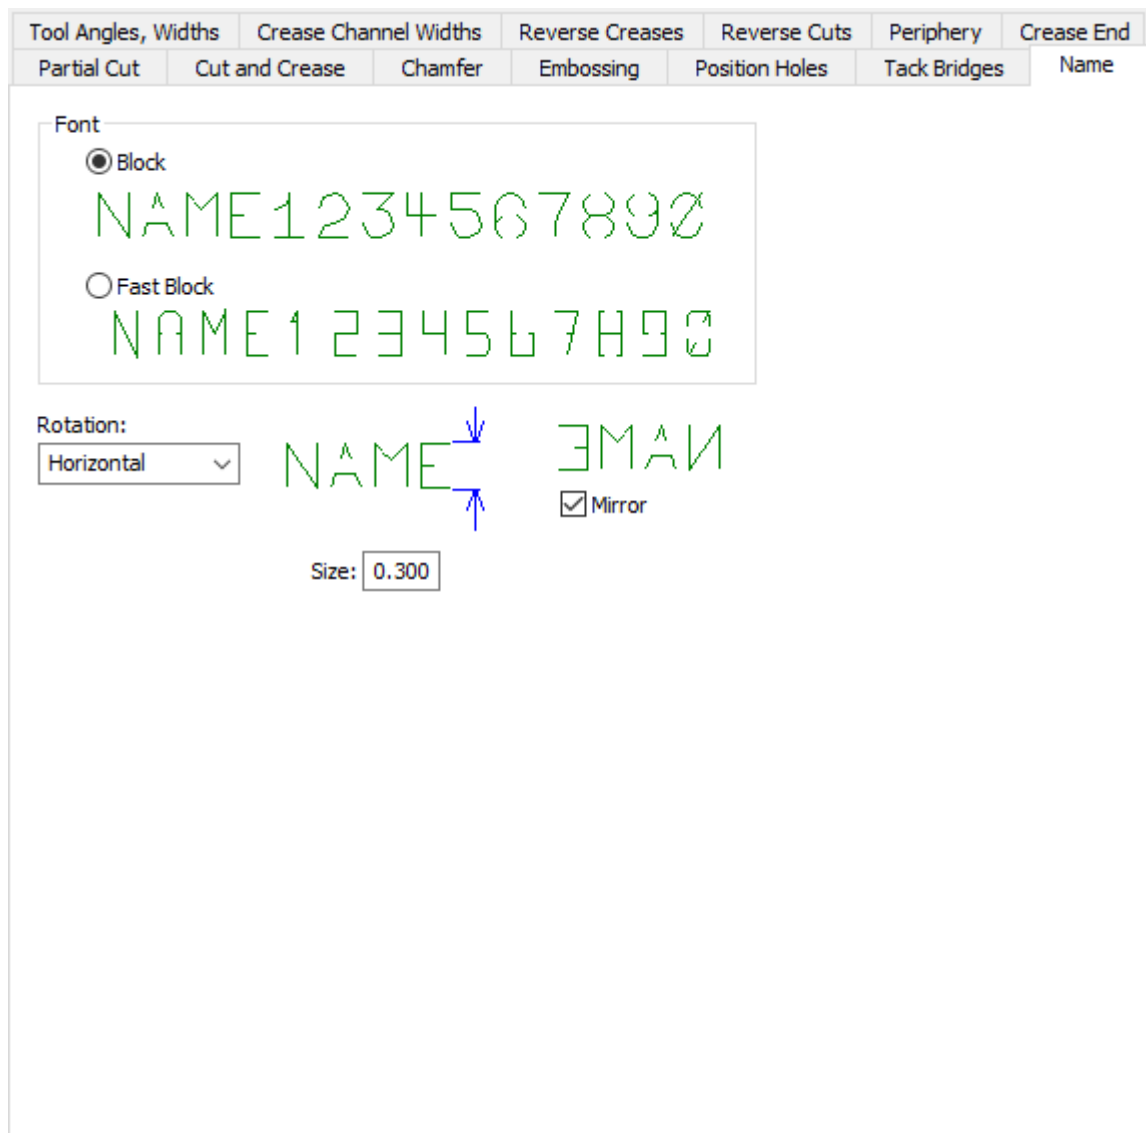 Tool Angles, Widths Crease Channel Widths Reverse Creases Reverse Cuts Periphery Crease End
Partial Cut Cut and Crease Chamfer Embossing Position Holes Tack Bridges Name
Font
Block
NAME1234567890
Fast Block
NAME1234567890
Rotation:
Horizontal
NAME
NAME
Mirror
Size: 0.300